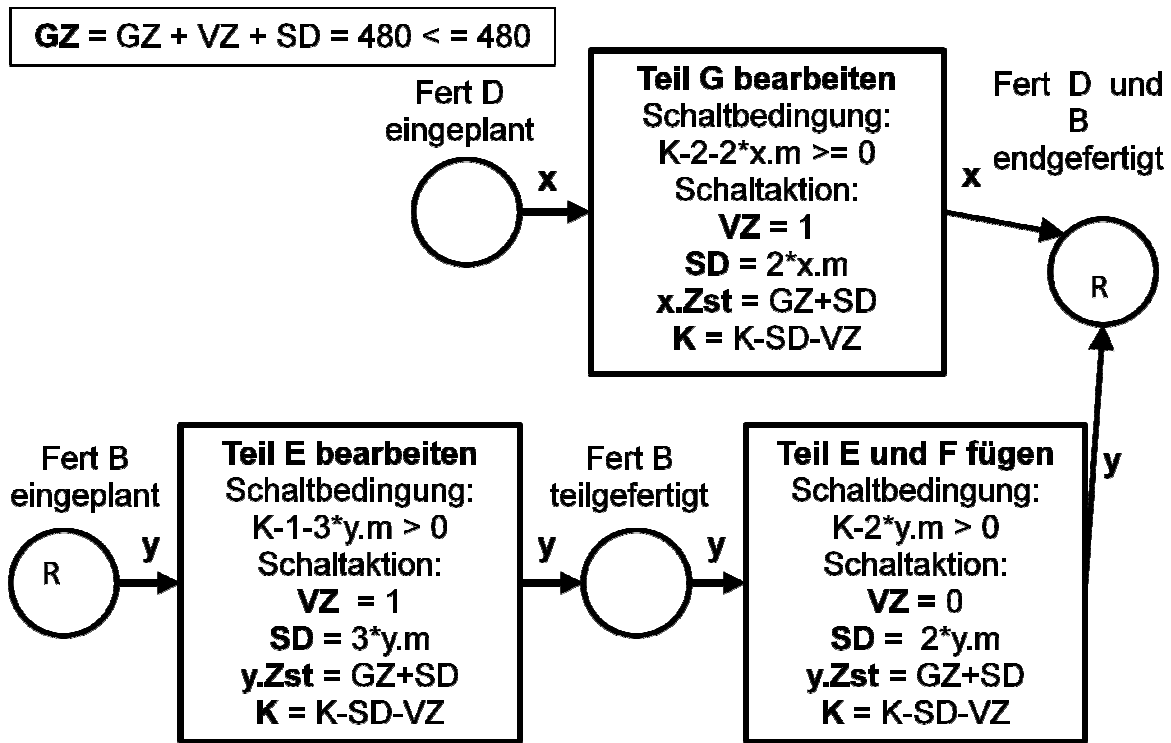 GZ = GZ + VZ + SD = 480 < = 480
Fert D
eingeplant
x
Teil G bearbeiten
Schaltbedingung:
K-2-2*x.m >= 0
Schaltaktion:
VZ = 1
SD = 2*x.m
x.Zst = GZ+SD
K = K-SD-VZ
x
Fert D und
B
endgefertigt
R
Fert B
eingeplant
R
y
Teil E bearbeiten
Schaltbedingung:
K-1-3*y.m > 0
Schaltaktion:
VZ = 1
SD = 3*y.m
y.Zst = GZ+SD
K = K-SD-VZ
y
Fert B
teilgefertigt
y
Teil E und F fügen
Schaltbedingung:
K-2*y.m > 0
Schaltaktion:
VZ = 0
SD = 2*y.m
y.Zst = GZ+SD
K = K-SD-VZ
y